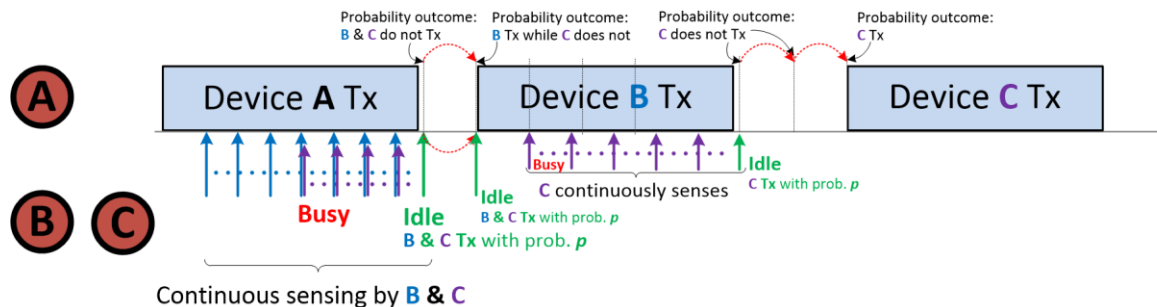 Probability outcome:
B & C do not Tx
Probability outcome:
B Tx while C does not
Probability outcome:
C does not Tx
Probability outcome:
C Tx
A
Device A Tx
Device B Tx
Device C Tx
B
C
Busy
Idle
B & C Tx with prob. p
Idle
B & C Tx with prob. p
Busy
C continuously senses
Idle
C Tx with prob. p
Continuous sensing by B & C